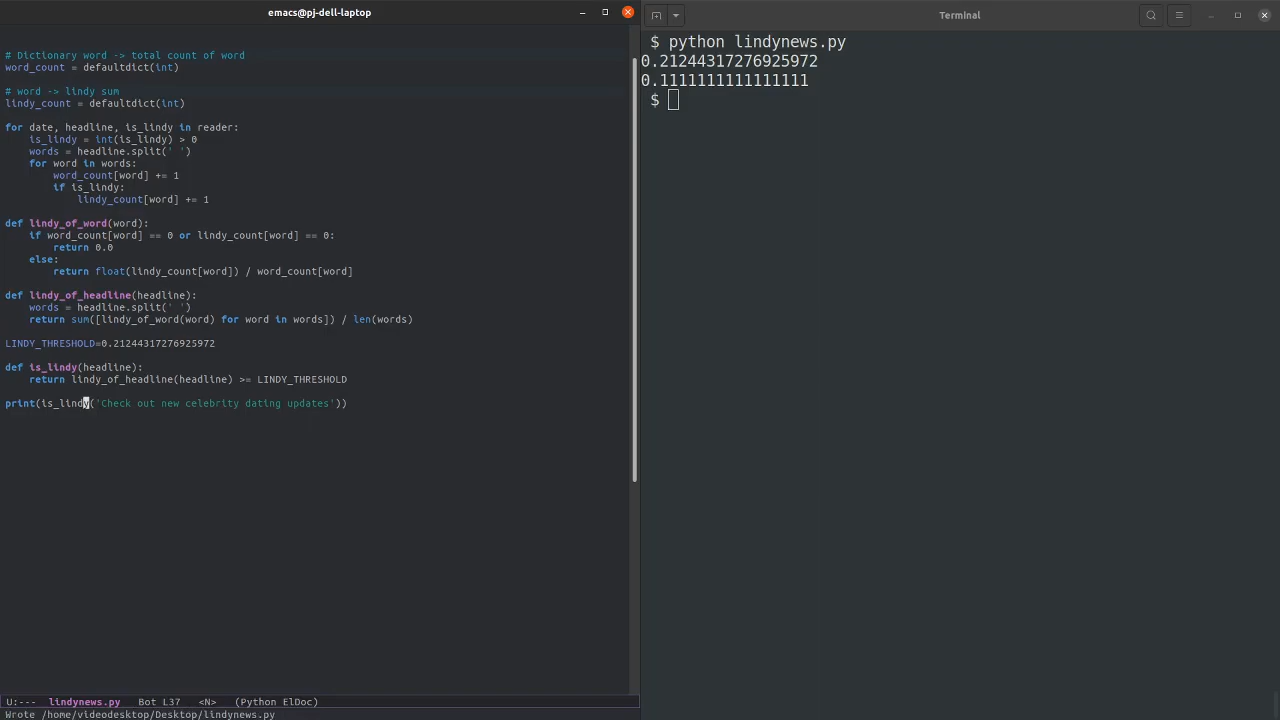 emacs@pj-dell-laptop
# Dictionary word -> total count of word
word_count = defaultdict(int)
# word -> lindy sum
lindy_count = defaultdict(int)
for date, headline, is_lindy in reader:
    is_lindy = int(is_lindy) > 0
    words = headline.split(' ')
    for word in words:
        word_count[word] += 1
        if is_lindy:
            lindy_count[word] += 1
def lindy_of_word(word):
    if word_count[word] == 0 or lindy_count[word] == 0:
        return 0.0
    else:
        return float(lindy_count[word]) / word_count[word]
def lindy_of_headline(headline):
    words = headline.split(' ')
    return sum([lindy_of_word(word) for word in words]) / len(words)
LINDY_THRESHOLD=0.21244317276925972
def is_lindy(headline):
    return lindy_of_headline(headline) >= LINDY_THRESHOLD
print(is_lindy('Check out new celebrity dating updates'))
U:--- lindynews.py Bot L37 <N> (Python ElDoc)
Wrote /home/videodesktop/Desktop/lindynews.py
Terminal
$ python lindynews.py
0.21244317276925972
0.1111111111111111
$